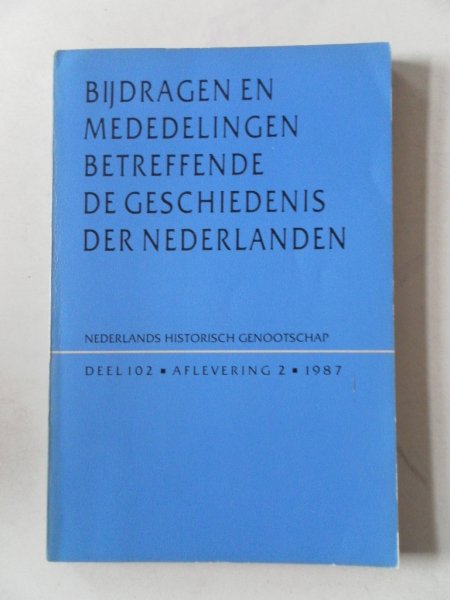 BIJDRAGEN EN
MEDEDELINGEN
BETREFFENDE
DE GESCHIEDENIS
DER NEDERLANDEN
NEDERLANDS HISTORISCH GENOOTSCHAP
DEEL 102 ▪ AFLEVERING 2 ▪ 1987